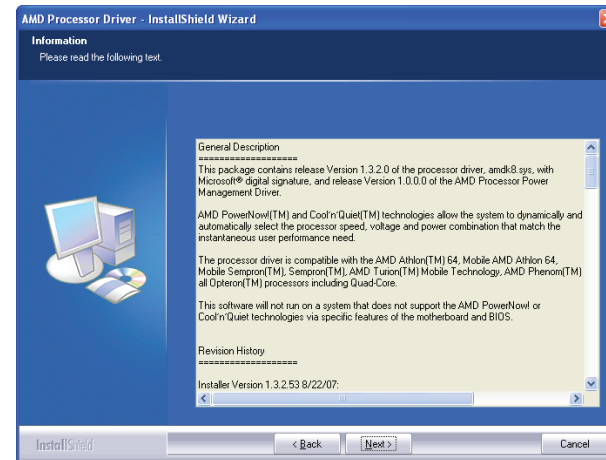 AMD Processor Driver - InstallShield Wizard
Information
Please read the following text.
General Description
===================
This package contains release Version 1.3.2.0 of the processor driver, amdk8.sys, with
Microsoft® digital signature, and release Version 1.0.0.0 of the AMD Processor Power
Management Driver.
AMD PowerNow!(TM) and Cool'n'Quiet(TM) technologies allow the system to dynamically and
automatically select the processor speed, voltage and power combination that match the
instantaneous user performance need.
The processor driver is compatible with the AMD Athlon(TM) 64, Mobile AMD Athlon 64,
Mobile Sempron(TM), Sempron(TM), AMD Turion(TM) Mobile Technology, AMD Phenom(TM)
all Opteron(TM) processors including Quad-Core.
This software will not run on a system that does not support the AMD PowerNow! or
Cool'n'Quiet technologies via specific features of the motherboard and BIOS.
Revision History
===================
Installer Version 1.3.2.53 8/22/07:
InstallShield
< Back
Next >
Cancel